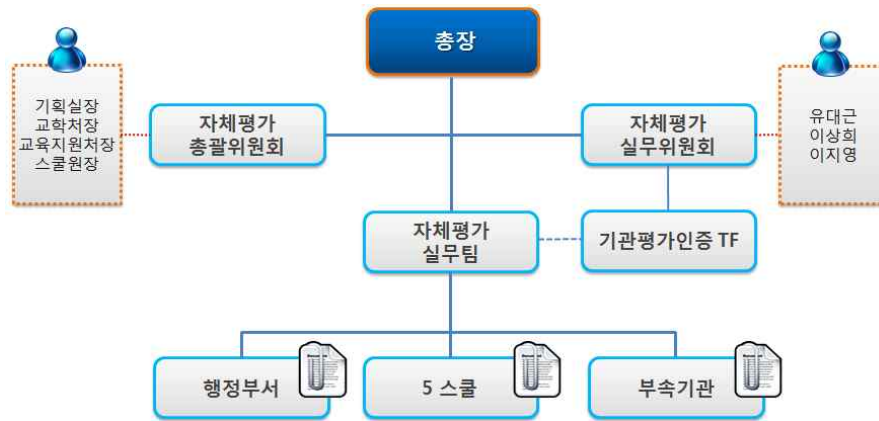 총장
기획실장
교학처장
교육지원처장
스쿨원장
자체평가
총괄위원회
자체평가
실무위원회
유대근
이상희
이지영
자체평가
실무팀
기관평가인증 TF
행정부서
5 스쿨
부속기관